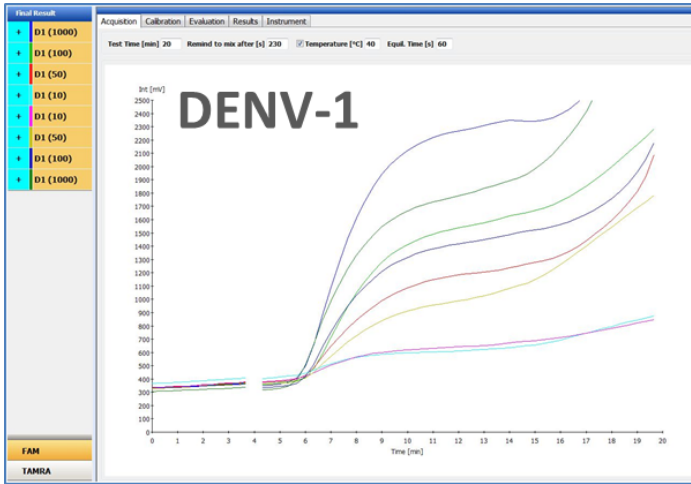 Final Result
+ D1 (1000)
+ D1 (100)
+ D1 (50)
+ D1 (10)
+ D1 (10)
+ D1 (50)
+ D1 (100)
+ D1 (1000)
FAM
TAMRA
Acquisition Calibration Evaluation Results Instrument
Test Time [min] 20 Remind to mix after [s] 230 Temperature [°C] 40 Equil. Time [s] 60
Int [mV]
DENV-1
2500
2400
2300
2200
2100
2000
1900
1800
1700
1600
1500
1400
1300
1200
1100
1000
900
800
700
600
500
400
300
200
100
0
0 1 2 3 4 5 6 7 8 9 10 11 12 13 14 15 16 17 18 19 20
Time [min]